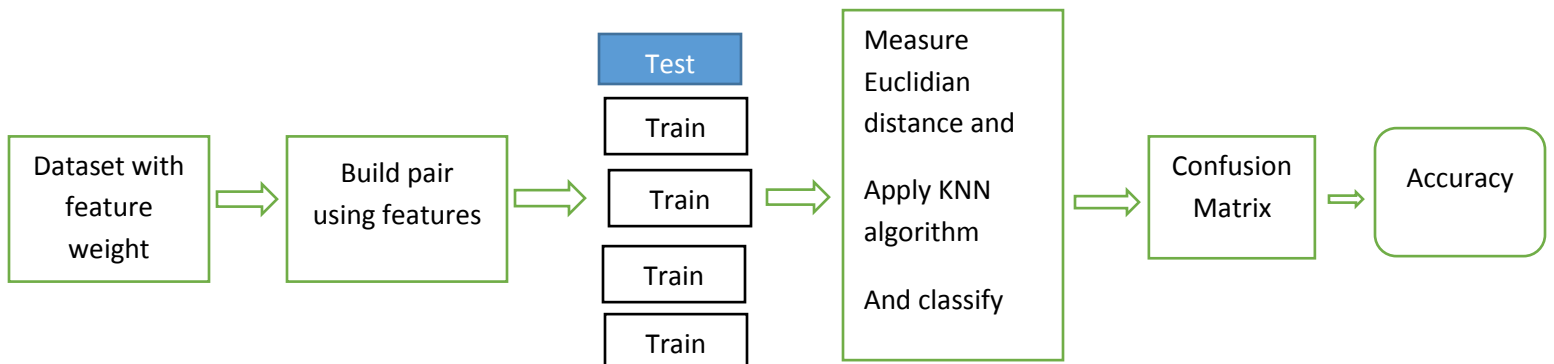 Dataset with
feature
weight
Build pair
using features
Test
Train
Train
Train
Train
Measure
Euclidian
distance and
Apply KNN
algorithm
And classify
Confusion
Matrix
Accuracy